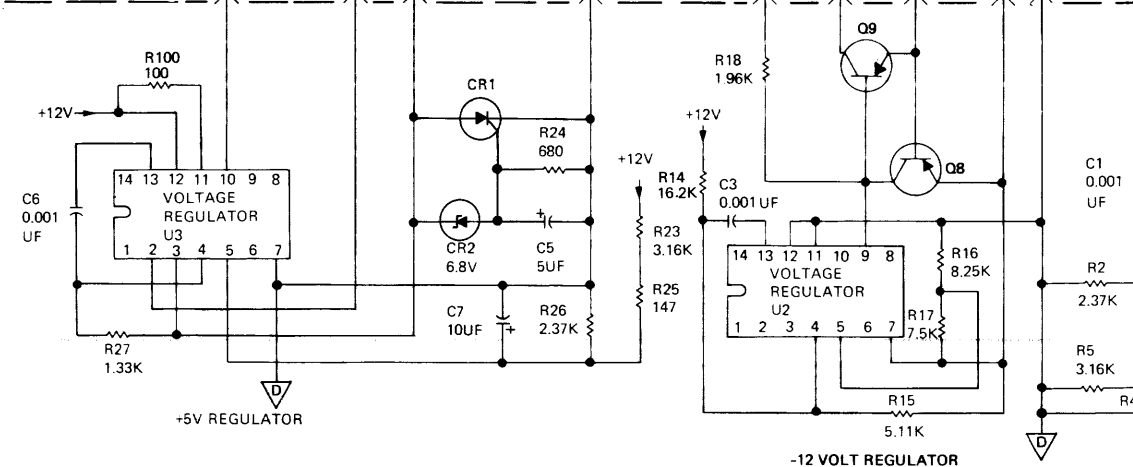 R100
100
+12V
C6
0.001
UF
14 13 12 11 10 9 8
VOLTAGE
REGULATOR
U3
1 2 3 4 5 6 7
R27
1.33K
D
+5V REGULATOR
CR1
R24
680
+
CR2
6.8V
C5
5UF
C7
10UF
+
R26
2.37K
+12V
R23
3.16K
R25
147
Q9
R18
1.96K
+12V
R14
16.2K
C3
0.001 UF
Q8
14 13 12 11 10 9 8
VOLTAGE
REGULATOR
U2
1 2 3 4 5 6 7
R16
8.25K
R17
7.5K
R15
5.11K
-12 VOLT REGULATOR
C1
0.001
UF
R2
2.37K
R5
3.16K
R4
D